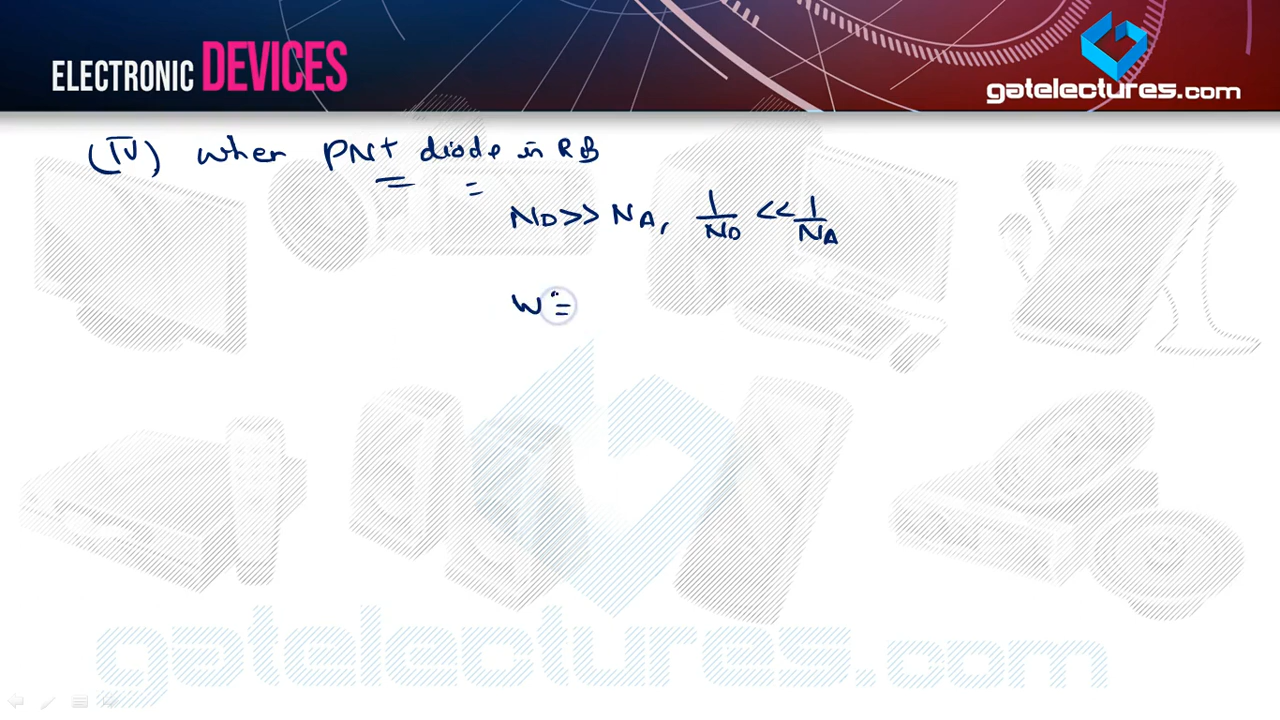 ELECTRONIC DEVICES
gatelectures.com
(IV) when PN+ diode in RB
ND >> NA, 1/ND << 1/NA
W =
gatelectures.com